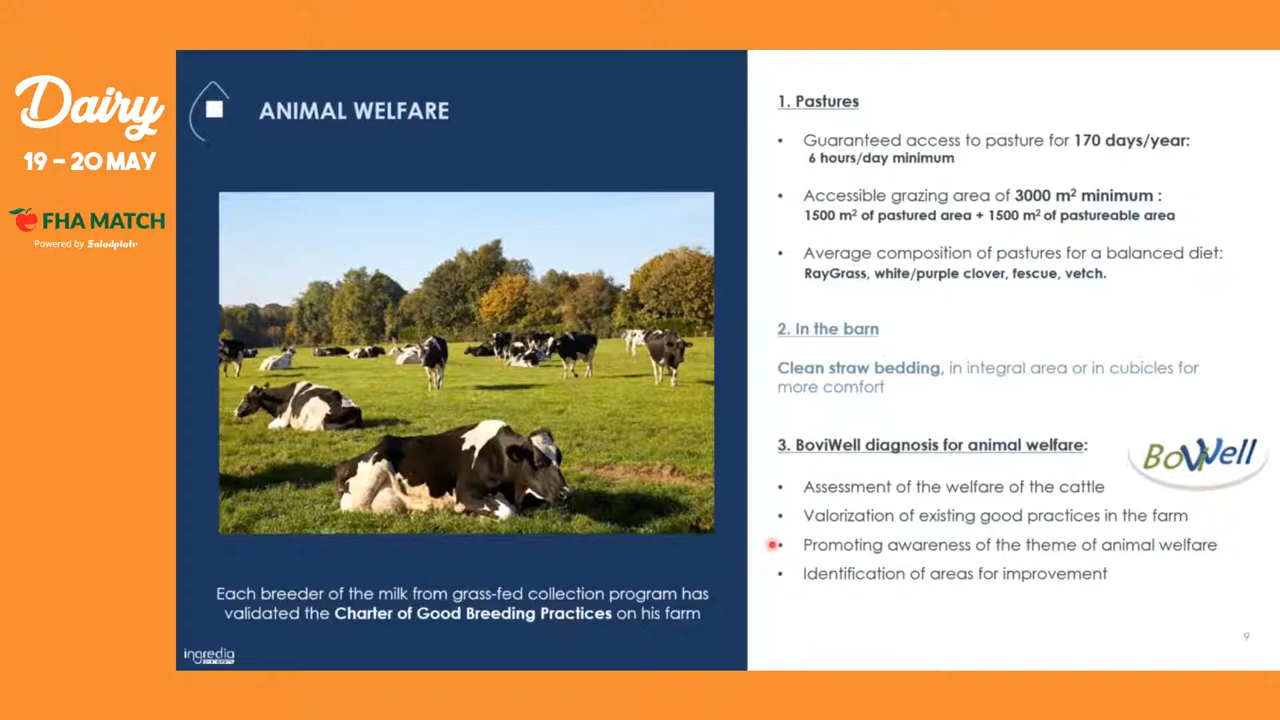 Dairy
19 – 20 MAY
FHA MATCH
Powered by Saladplate
ANIMAL WELFARE
Each breeder of the milk from grass-fed collection program has
validated the Charter of Good Breeding Practices on his farm
ingredia
1. Pastures
• Guaranteed access to pasture for 170 days/year:
6 hours/day minimum
• Accessible grazing area of 3000 m² minimum :
1500 m² of pastured area + 1500 m² of pastureable area
• Average composition of pastures for a balanced diet:
RayGrass, white/purple clover, fescue, vetch.
2. In the barn
Clean straw bedding, in integral area or in cubicles for
more comfort
3. BoviWell diagnosis for animal welfare:
BoviWell
• Assessment of the welfare of the cattle
• Valorization of existing good practices in the farm
• Promoting awareness of the theme of animal welfare
• Identification of areas for improvement
9